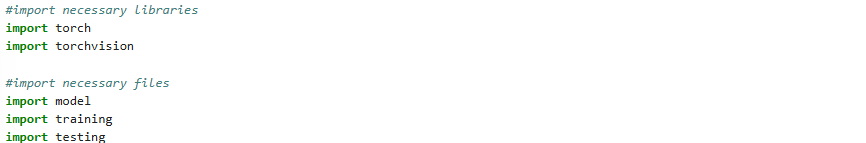 #import necessary libraries
import torch
import torchvision
#import necessary files
import model
import training
import testing